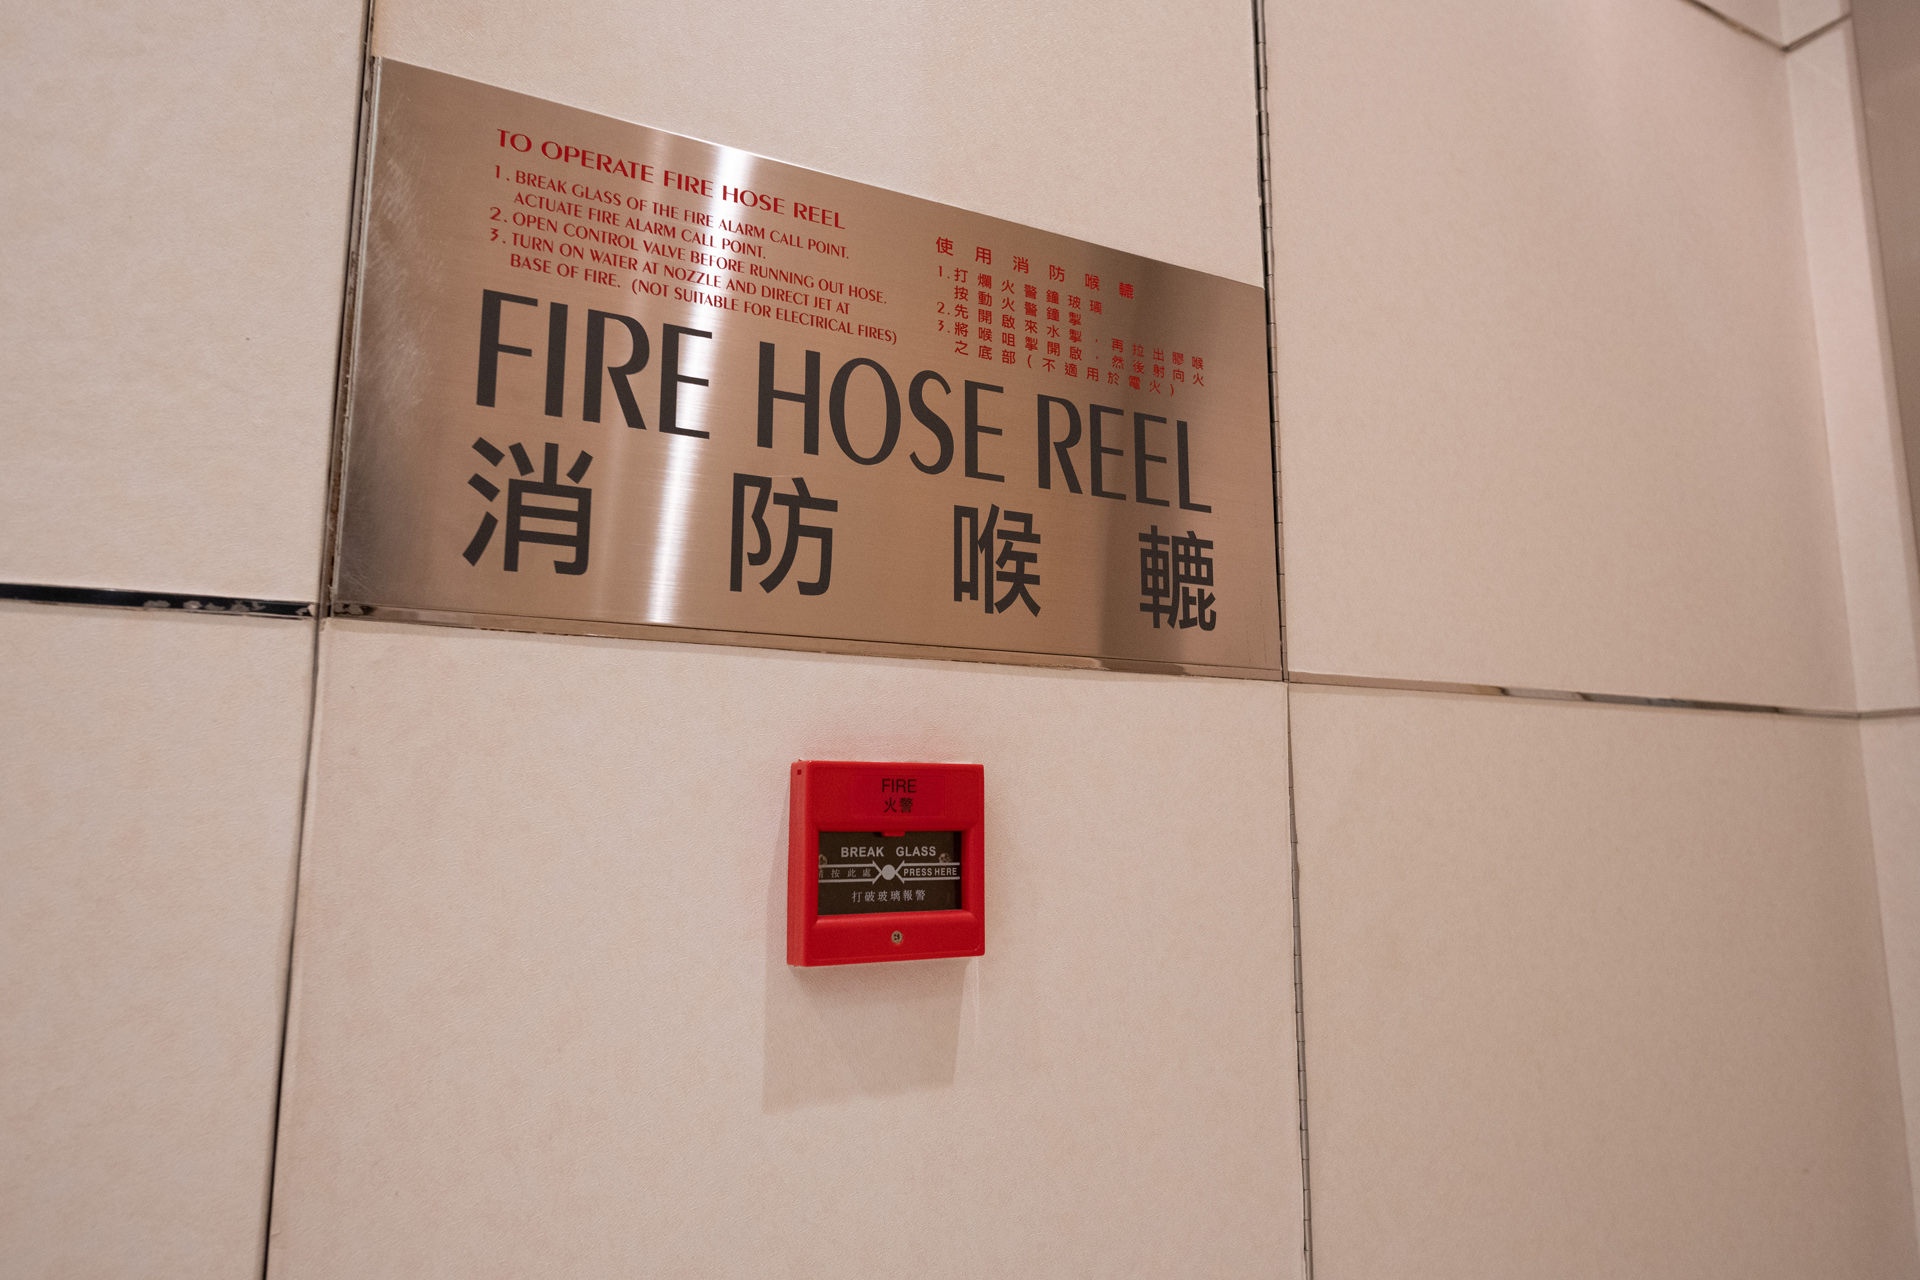 TO OPERATE FIRE HOSE REEL
1. BREAK GLASS OF THE FIRE ALARM CALL POINT.
ACTUATE FIRE ALARM CALL POINT.
2. OPEN CONTROL VALVE BEFORE RUNNING OUT HOSE.
3. TURN ON WATER AT NOZZLE AND DIRECT JET AT
BASE OF FIRE. (NOT SUITABLE FOR ELECTRICAL FIRES)
使用消防喉轆
1.打爛火警鐘玻璃
按動火警鐘掣
2.先開啟來水掣，再拉出膠喉
3.將喉咀掣開啟，然後射向火
之底部(不適用於電火)
FIRE HOSE REEL
消防喉轆
FIRE
火警
BREAK GLASS
請按此處 PRESS HERE
打破玻璃報警